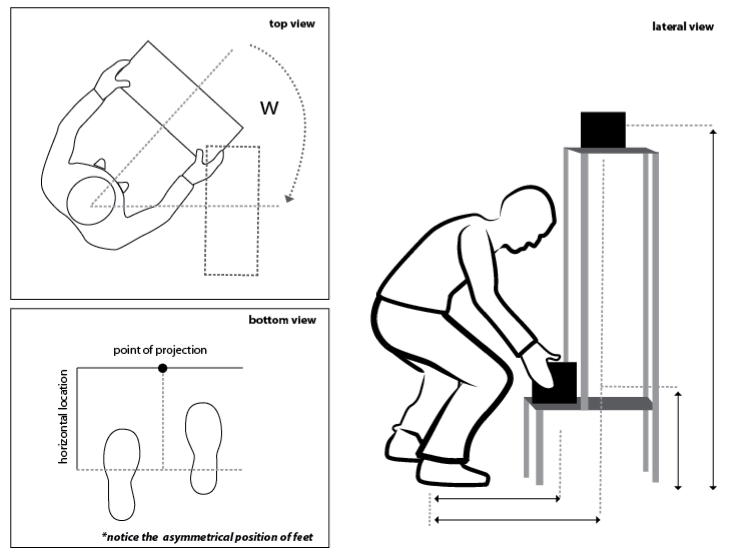 top view
W
bottom view
point of projection
horizontal location
*notice the asymmetrical position of feet
lateral view